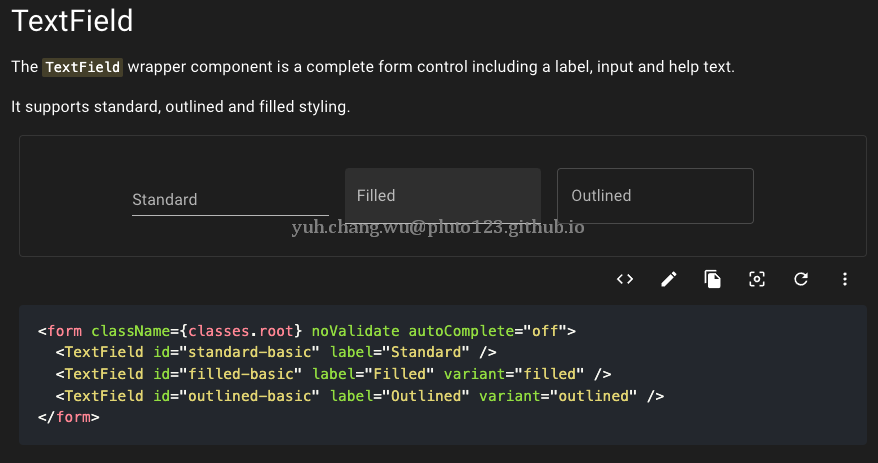 TextField
The TextField wrapper component is a complete form control including a label, input and help text.
It supports standard, outlined and filled styling.
Standard
Filled
Outlined
yuh.chang.wu@pluto123.github.io
<form className={classes.root} noValidate autoComplete="off">
  <TextField id="standard-basic" label="Standard" />
  <TextField id="filled-basic" label="Filled" variant="filled" />
  <TextField id="outlined-basic" label="Outlined" variant="outlined" />
</form>